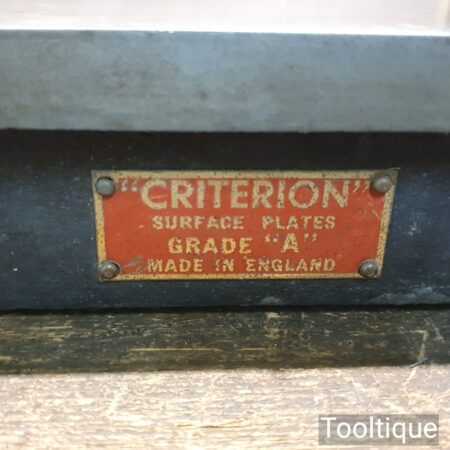 "CRITERION"
SURFACE PLATES
GRADE "A"
MADE IN ENGLAND
Tooltique